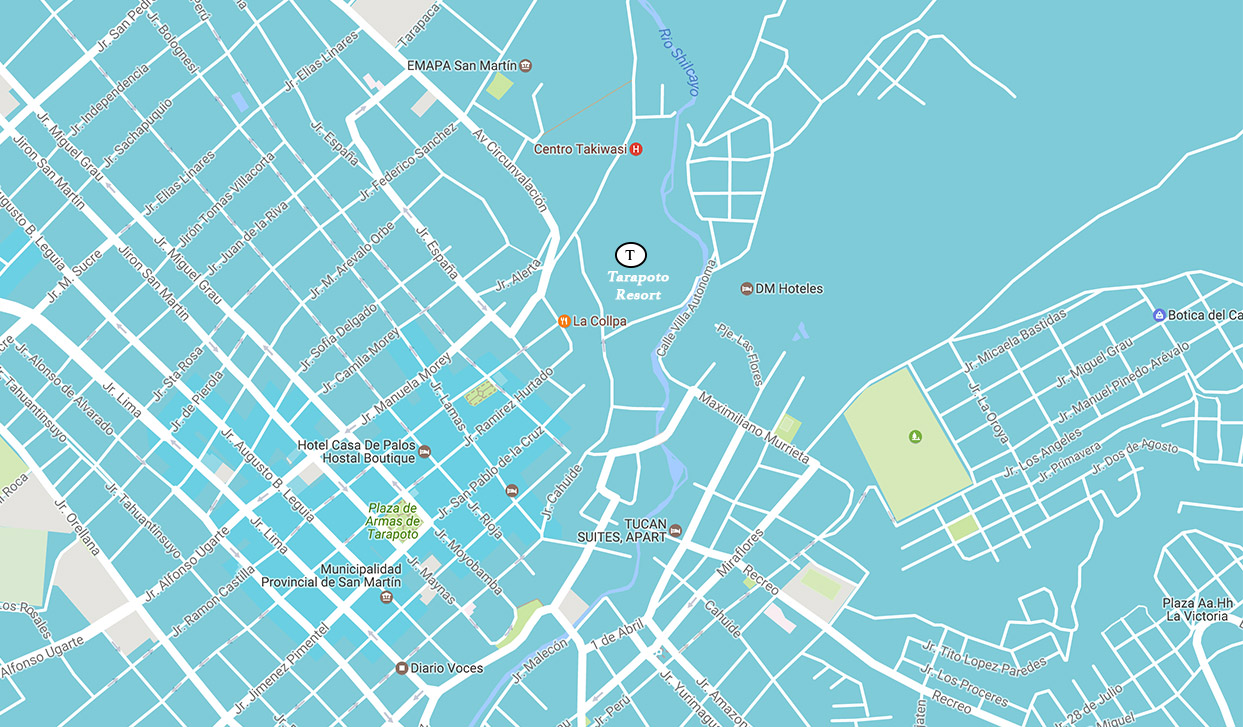 Jr. San Pedro
Perú
Jr. Bolognesi
Tarapaca
Jr. Elias Linares
EMAPA San Martín
Río Shilcayo
Jr. Independencia
Jr. Sachapuquio
Jr. Miguel Grau
Jiron San Martin
Jr. España
Jr. Federico Sanchez
Av Circunvalación
Centro Takiwasi
H
Jr. Elias Linares
Jirón Tomas Villacorta
Jr. Juan de la Riva
Augusto B. Leguia
Jr. M. Sucre
Jiron San Martin
Jr. Miguel Grau
Jr. M. Arevalo Orbe
Jr. España
Jr. Alerta
T
Tarapoto
Resort
Calle Villa Autonoma
DM Hoteles
La Collpa
Pje. Las Flores
Botica del Ca
Jr. Micaela Bastidas
Jr. Miguel Grau
Jr. Manuel Pinedo Arévalo
Jr. La Oroya
Jr. Los Angeles
Jr. Primavera
Jr. Dos de Agosto
Jr. Sofia Delgado
Jr. Camila Morey
Jr. Manuela Morey
Jr. Lamas
Jr. Ramirez Hurtado
Jr. Sta. Rosa
Jr. de Pierola
Jr. Lima
Jr. Alonso de Alvarado
Jr. Tahuantinsuyo
Maximiliano Murrieta
Hotel Casa De Palos
Hostal Boutique
Jr. San Pablo de la Cruz
Jr. Cahuide
Jr. Augusto B. Leguia
Plaza de
Armas de
Tarapoto
Jr. Rioja
Jr. Moyobamba
TUCAN
SUITES, APART
Miraflores
Recreo
Jr. Tahuantinsuyo
Jr. Orellana
Jr. Lima
Jr. Alfonso Ugarte
Municipalidad
Provincial de San Martín
Jr. Maynas
Jr. Ramon Castilla
Los Rosales
Alfonso Ugarte
Jr. Jimenez Pimentel
Diario Voces
Jr. Malecón
1 de Abril
Cahuide
Plaza Aa.Hh
La Victoria
Jr. Tito Lopez Paredes
Jr. Los Proceres
Recreo
Jr. Perú
Jr. Yurimagu
Jr. Amazon
Jr. 28 de Julio
Miguel